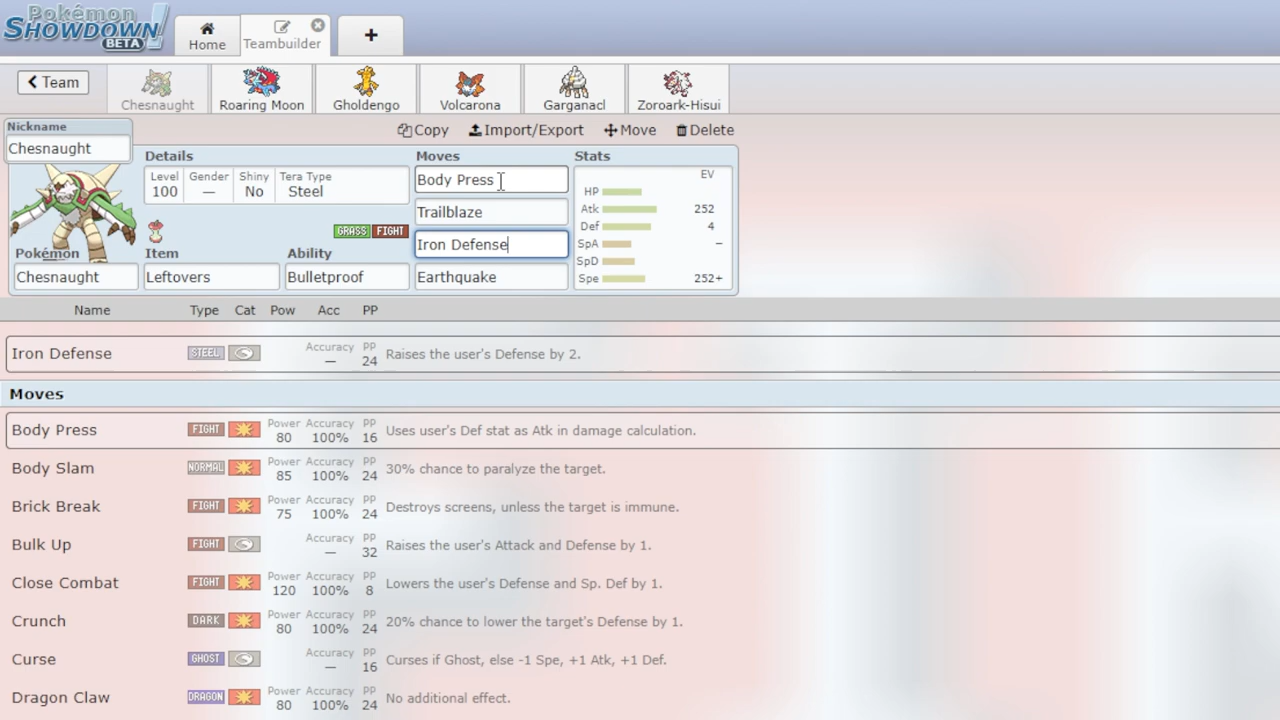 Pokémon
SHOWDOWN!
BETA
Home
Teambuilder
+
Team
Chesnaught
Roaring Moon
Gholdengo
Volcarona
Garganacl
Zoroark-Hisui
Nickname
Chesnaught
Copy
Import/Export
Move
Delete
Details
Level
100
Gender
—
Shiny
No
Tera Type
Steel
GRASS FIGHT
Pokémon
Chesnaught
Item
Leftovers
Ability
Bulletproof
Moves
Body Press
Trailblaze
Iron Defense
Earthquake
Stats
EV
HP
Atk 252
Def 4
SpA –
SpD
Spe 252+
Name Type Cat Pow Acc PP
Iron Defense STEEL Accuracy — PP 24 Raises the user's Defense by 2.
Moves
Body Press FIGHT Power 80 Accuracy 100% PP 16 Uses user's Def stat as Atk in damage calculation.
Body Slam NORMAL Power 85 Accuracy 100% PP 24 30% chance to paralyze the target.
Brick Break FIGHT Power 75 Accuracy 100% PP 24 Destroys screens, unless the target is immune.
Bulk Up FIGHT Accuracy — PP 32 Raises the user's Attack and Defense by 1.
Close Combat FIGHT Power 120 Accuracy 100% PP 8 Lowers the user's Defense and Sp. Def by 1.
Crunch DARK Power 80 Accuracy 100% PP 24 20% chance to lower the target's Defense by 1.
Curse GHOST Accuracy — PP 16 Curses if Ghost, else -1 Spe, +1 Atk, +1 Def.
Dragon Claw DRAGON Power 80 Accuracy 100% PP 24 No additional effect.